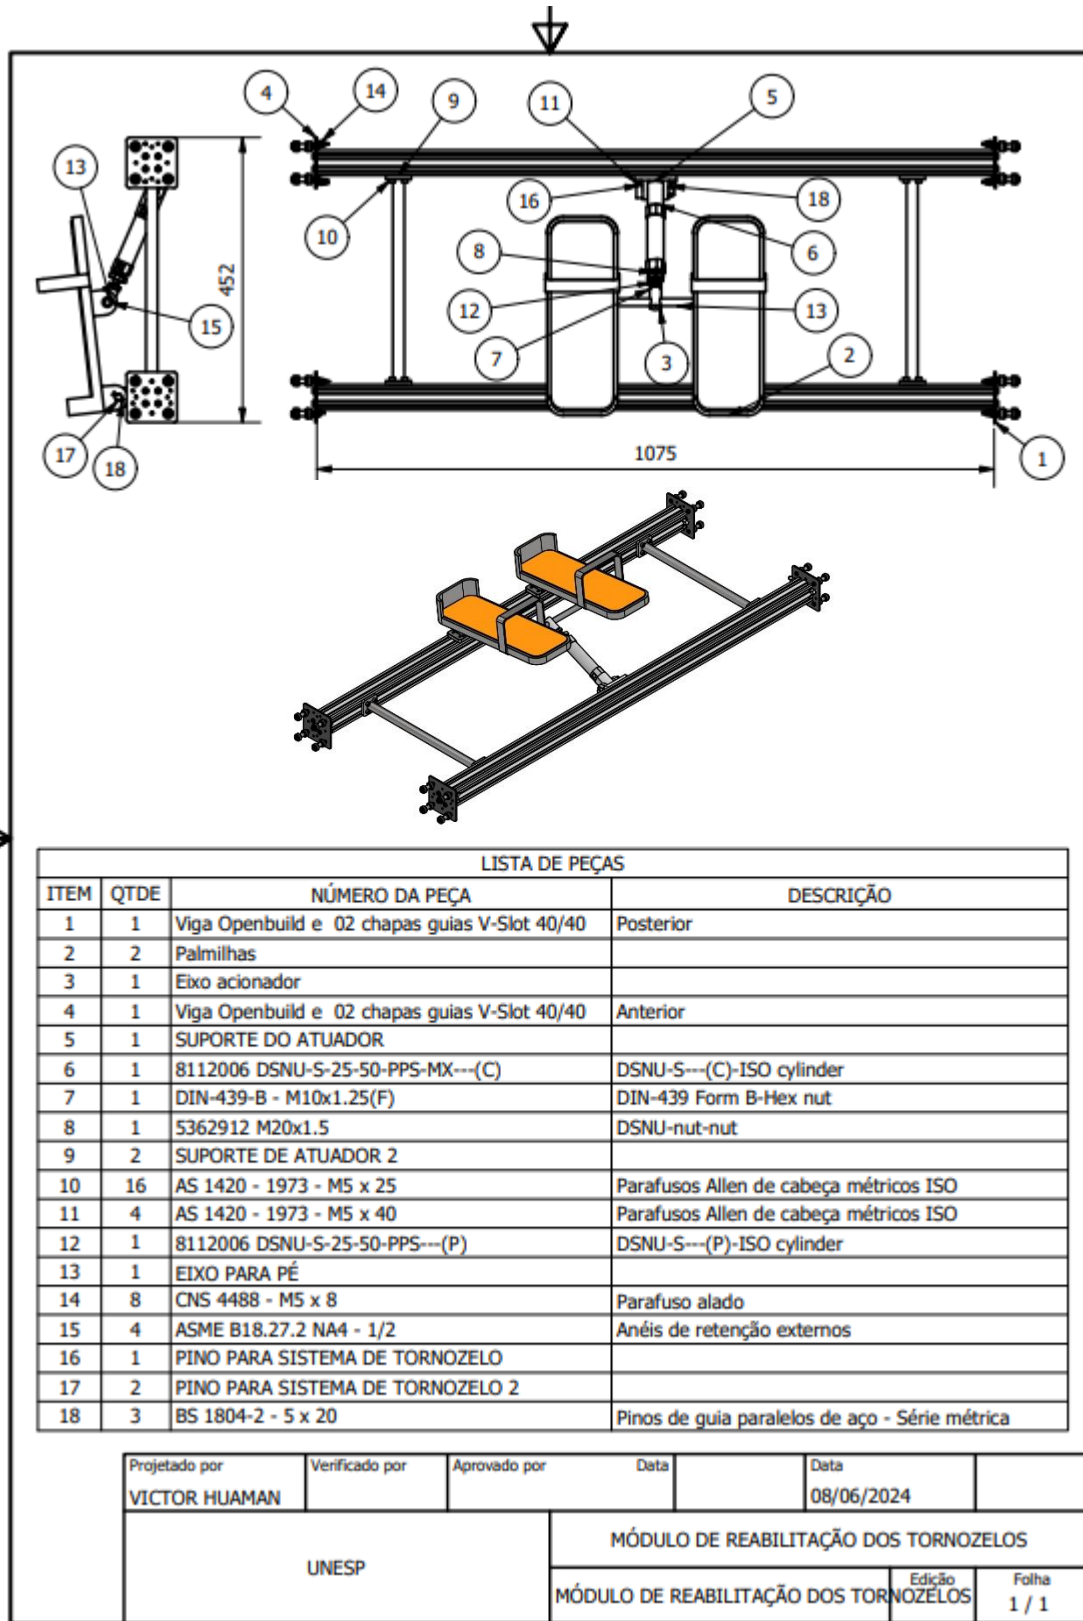 4
14
9
11
5
13
16
18
10
8
6
452
12
13
15
7
3
2
17
18
1075
1
LISTA DE PEÇAS
ITEM QTDE NÚMERO DA PEÇA DESCRIÇÃO
1 1 Viga Openbuild e 02 chapas guias V-Slot 40/40 Posterior
2 2 Palmilhas
3 1 Eixo acionador
4 1 Viga Openbuild e 02 chapas guias V-Slot 40/40 Anterior
5 1 SUPORTE DO ATUADOR
6 1 8112006 DSNU-S-25-50-PPS-MX---(C) DSNU-S---(C)-ISO cylinder
7 1 DIN-439-B - M10x1.25(F) DIN-439 Form B-Hex nut
8 1 5362912 M20x1.5 DSNU-nut-nut
9 2 SUPORTE DE ATUADOR 2
10 16 AS 1420 - 1973 - M5 x 25 Parafusos Allen de cabeça métricos ISO
11 4 AS 1420 - 1973 - M5 x 40 Parafusos Allen de cabeça métricos ISO
12 1 8112006 DSNU-S-25-50-PPS---(P) DSNU-S---(P)-ISO cylinder
13 1 EIXO PARA PÉ
14 8 CNS 4488 - M5 x 8 Parafuso alado
15 4 ASME B18.27.2 NA4 - 1/2 Anéis de retenção externos
16 1 PINO PARA SISTEMA DE TORNOZELO
17 2 PINO PARA SISTEMA DE TORNOZELO 2
18 3 BS 1804-2 - 5 x 20 Pinos de guia paralelos de aço - Série métrica
Projetado por Verificado por Aprovado por Data Data
VICTOR HUAMAN 08/06/2024
UNESP
MÓDULO DE REABILITAÇÃO DOS TORNOZELOS
MÓDULO DE REABILITAÇÃO DOS TORNOZELOS
Edição Folha
1 / 1